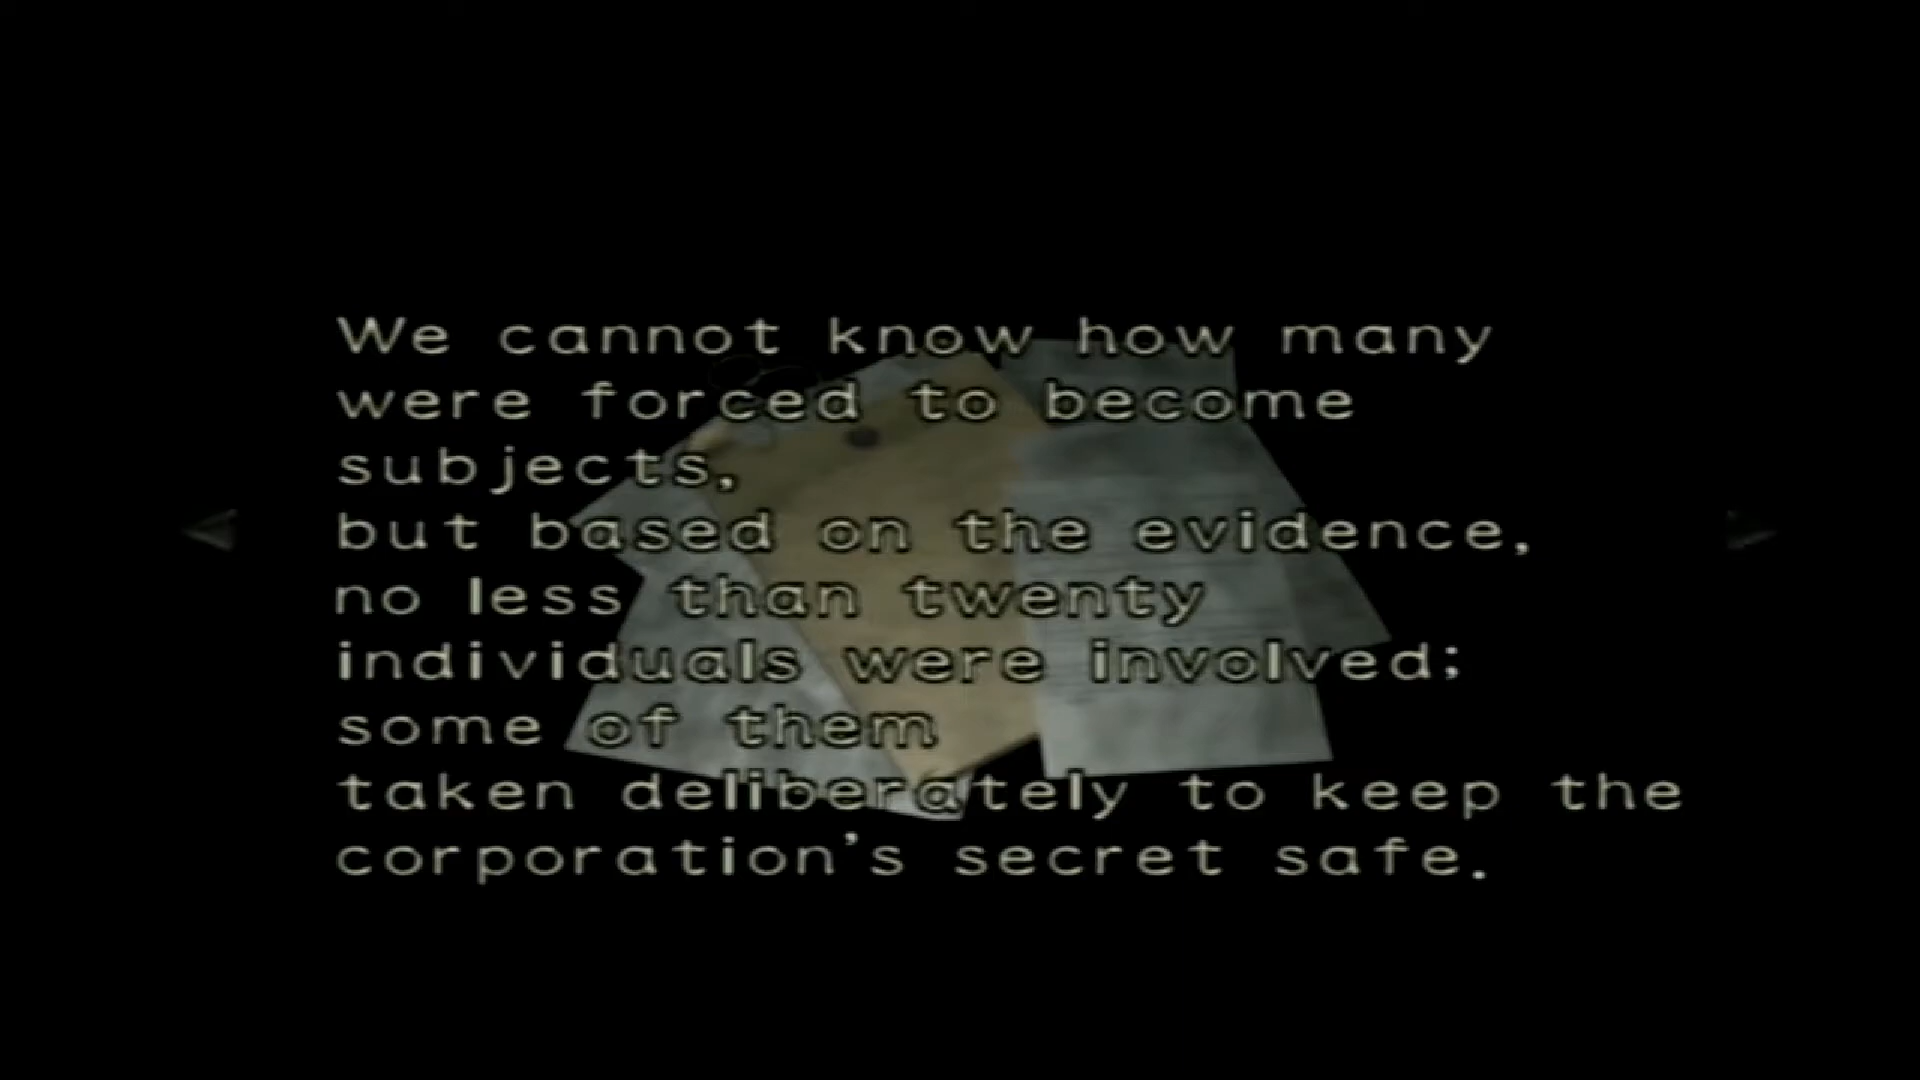 We cannot know how many
were forced to become
subjects,
but based on the evidence,
no less than twenty
individuals were involved;
some of them
taken deliberately to keep the
corporation's secret safe.